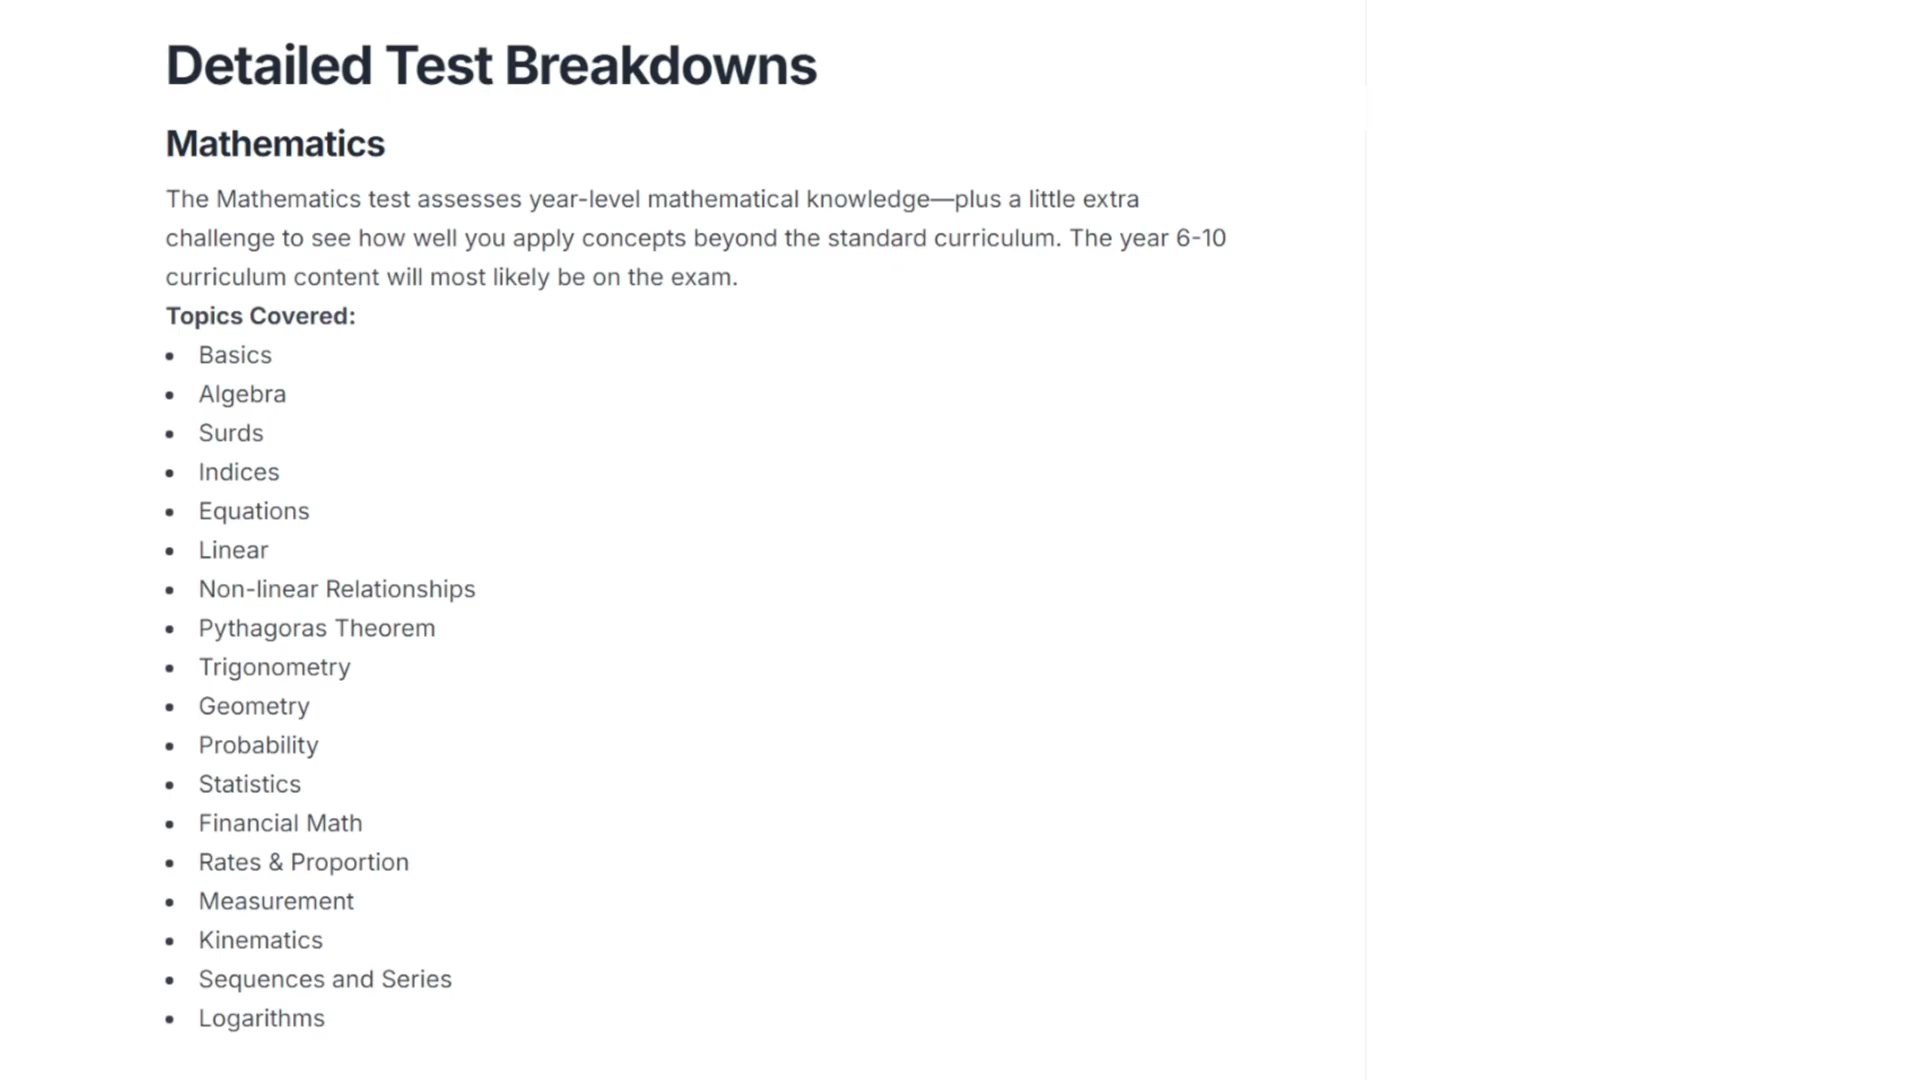 Detailed Test Breakdowns
Mathematics
The Mathematics test assesses year-level mathematical knowledge—plus a little extra
challenge to see how well you apply concepts beyond the standard curriculum. The year 6-10
curriculum content will most likely be on the exam.
Topics Covered:
• Basics
• Algebra
• Surds
• Indices
• Equations
• Linear
• Non-linear Relationships
• Pythagoras Theorem
• Trigonometry
• Geometry
• Probability
• Statistics
• Financial Math
• Rates & Proportion
• Measurement
• Kinematics
• Sequences and Series
• Logarithms